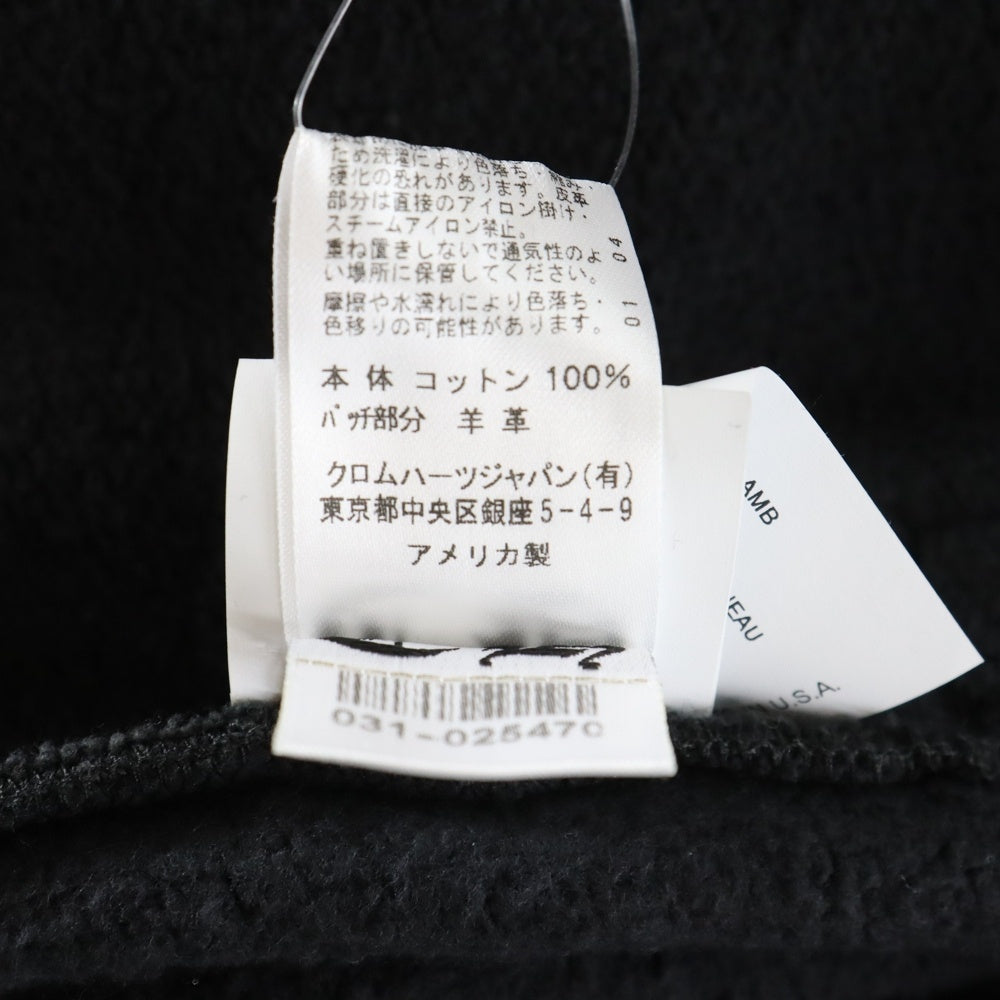 ため洗濯により色落ち・縮み・
硬化の恐れがあります。皮革
部分は直接のアイロン掛け・
スチームアイロン禁止。
重ね置きしないで通気性のよ
い場所に保管してください。
摩擦や水濡れにより色落ち・
色移りの可能性があります。
01 04
本体 コットン 100%
パッチ部分 羊革
クロムハーツジャパン(有)
東京都中央区銀座5-4-9
アメリカ製
031-025470
AMB
EAU
U.S.A.